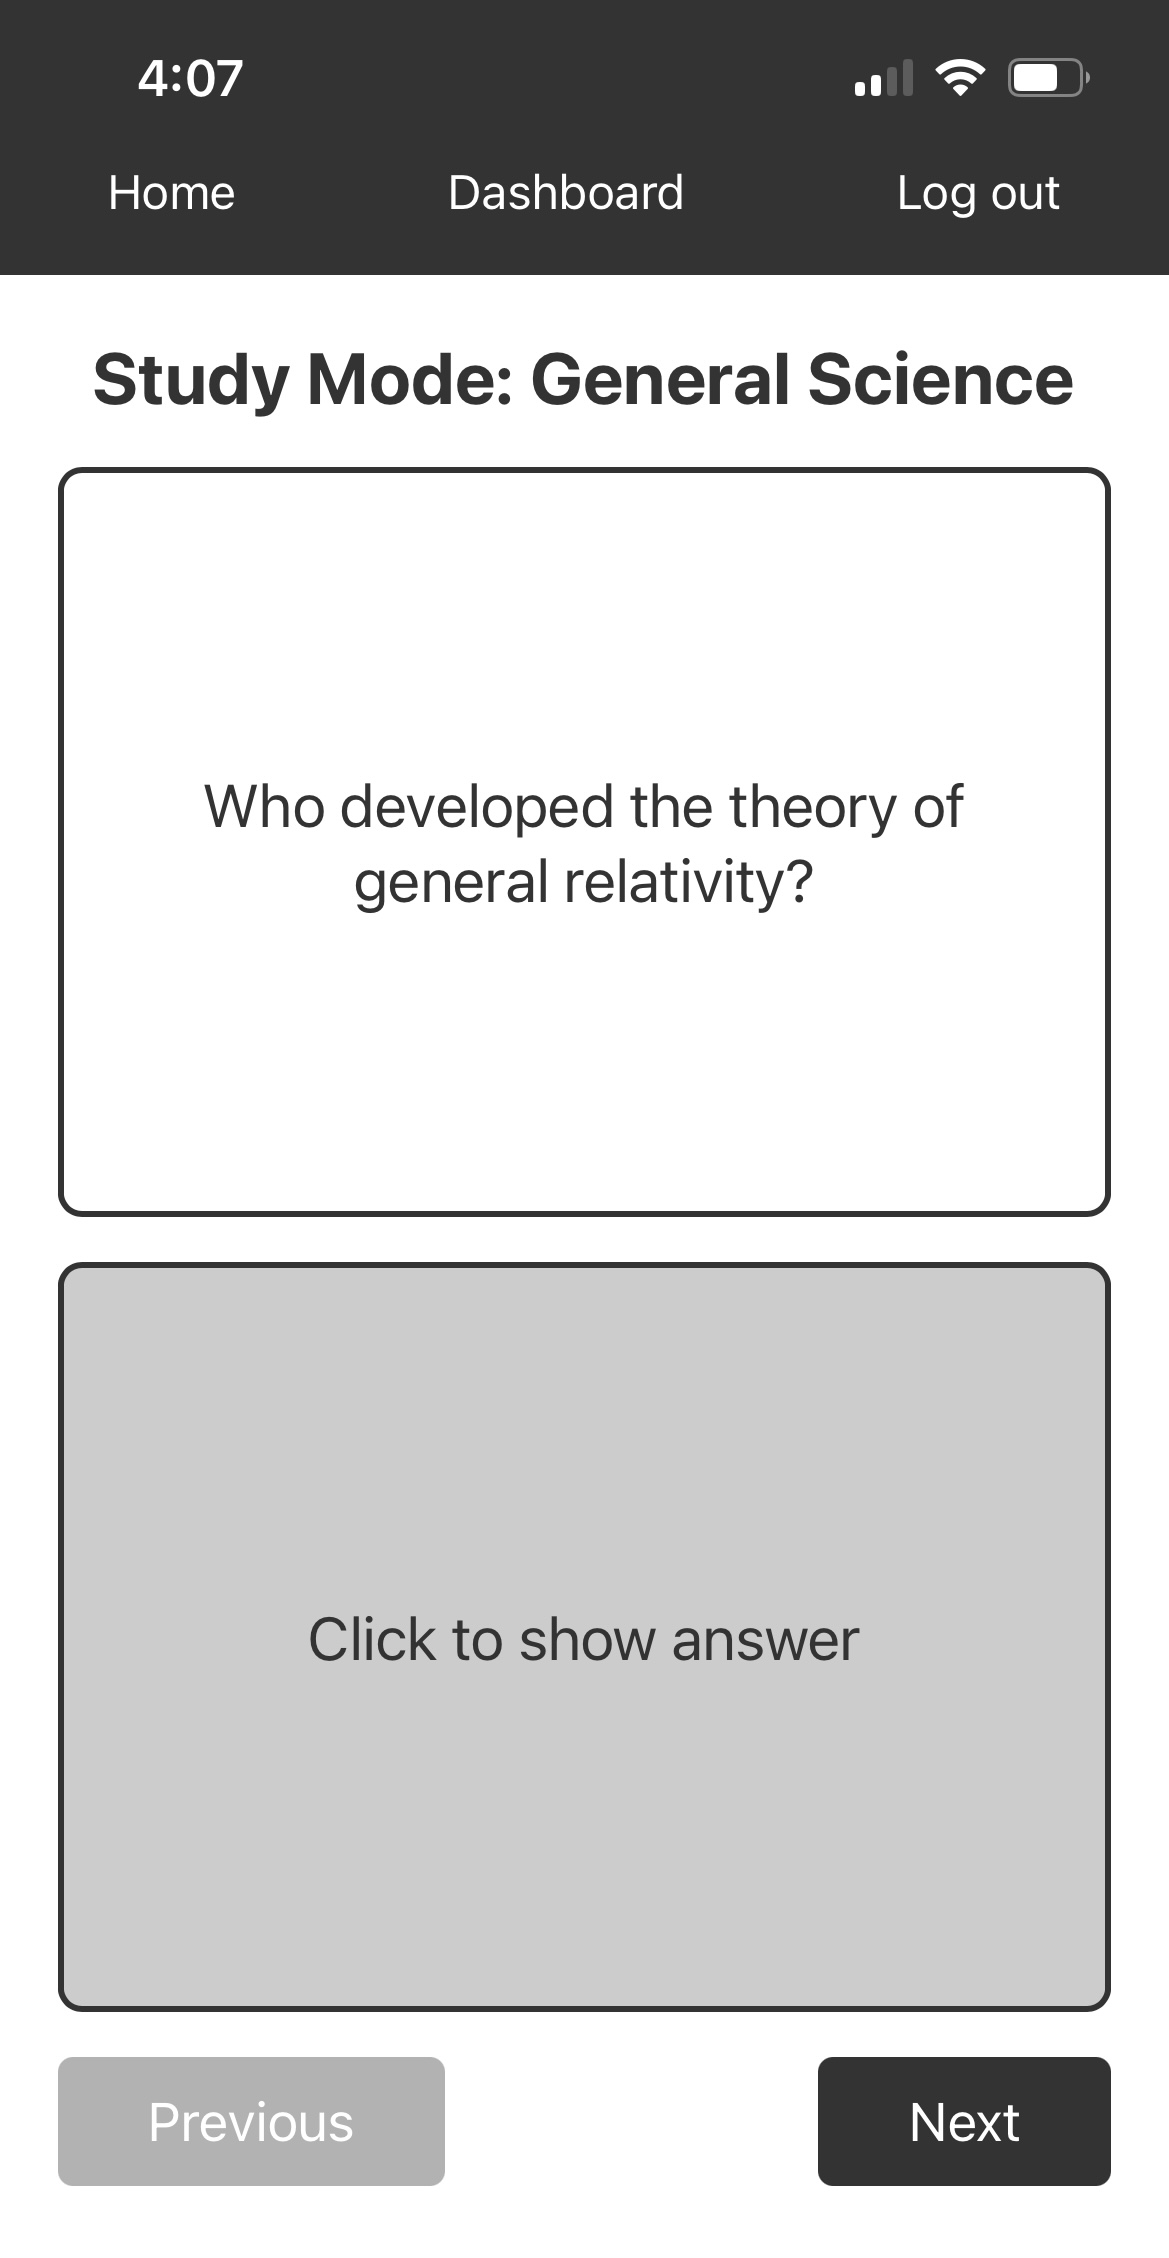 4:07
Home Dashboard Log out
Study Mode: General Science
Who developed the theory of
general relativity?
Click to show answer
Previous Next